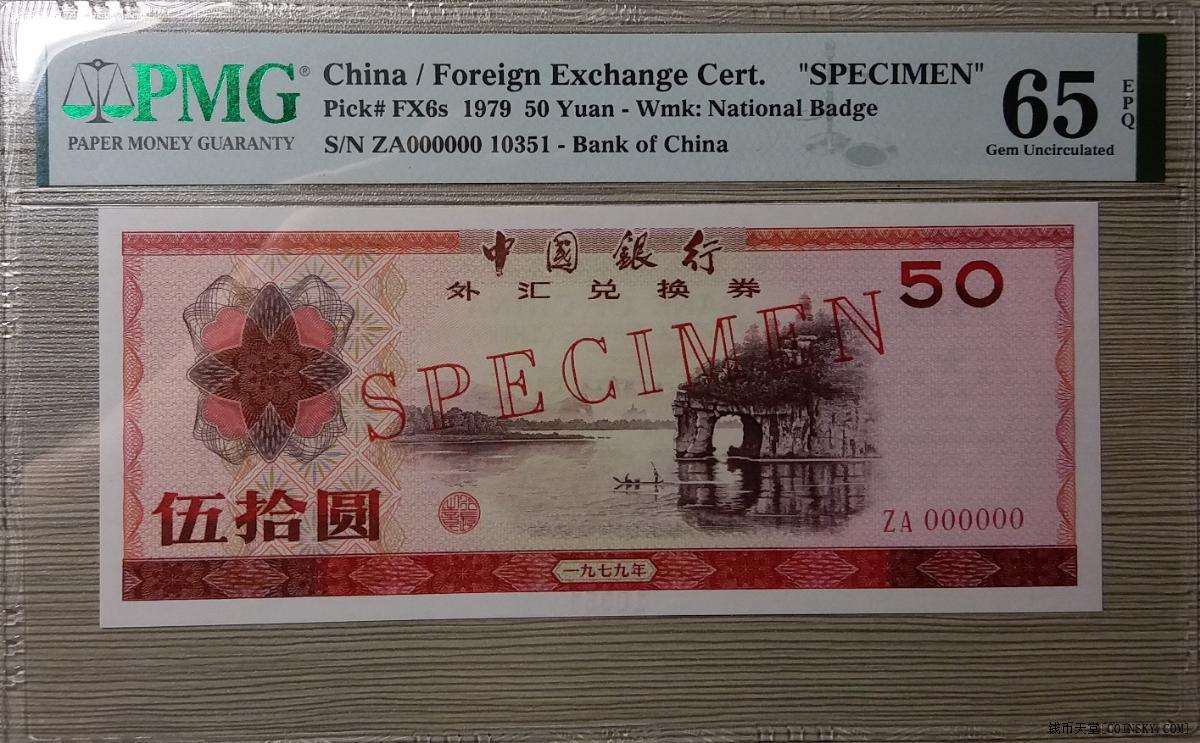 PMG® China / Foreign Exchange Cert. "SPECIMEN" 65 EPQ
Pick# FX6s 1979 50 Yuan - Wmk: National Badge
PAPER MONEY GUARANTY S/N ZA000000 10351 - Bank of China Gem Uncirculated
中國銀行
外汇兑换券
50
SPECIMEN
伍拾圆
ZA 000000
一九七九年
钱币天堂[COINSKY.COM]